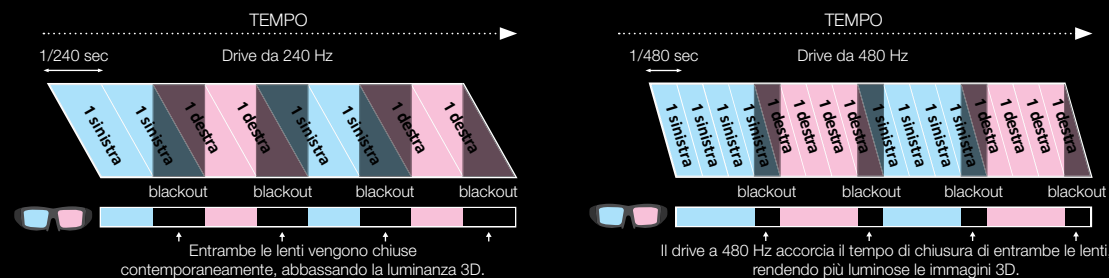 TEMPO
1/240 sec
Drive da 240 Hz
1 sinistra
1 sinistra
1 destra
1 destra
1 sinistra
1 sinistra
1 destra
1 destra
blackout
blackout
blackout
blackout
Entrambe le lenti vengono chiuse
contemporaneamente, abbassando la luminanza 3D.
TEMPO
1/480 sec
Drive da 480 Hz
1 sinistra
1 sinistra
1 sinistra
1 sinistra
1 destra
1 destra
1 destra
1 destra
1 sinistra
1 sinistra
1 sinistra
1 sinistra
1 destra
1 destra
1 destra
1 destra
blackout
blackout
blackout
blackout
Il drive a 480 Hz accorcia il tempo di chiusura di entrambe le lenti,
rendendo più luminose le immagini 3D.